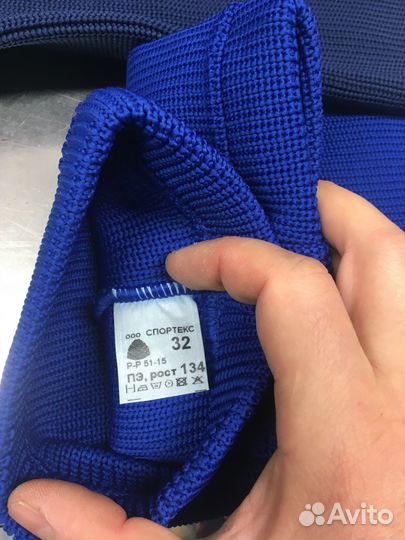 ооо СПОРТЕКС
32
Р-Р 51-15
ПЭ, рост 134
Avito